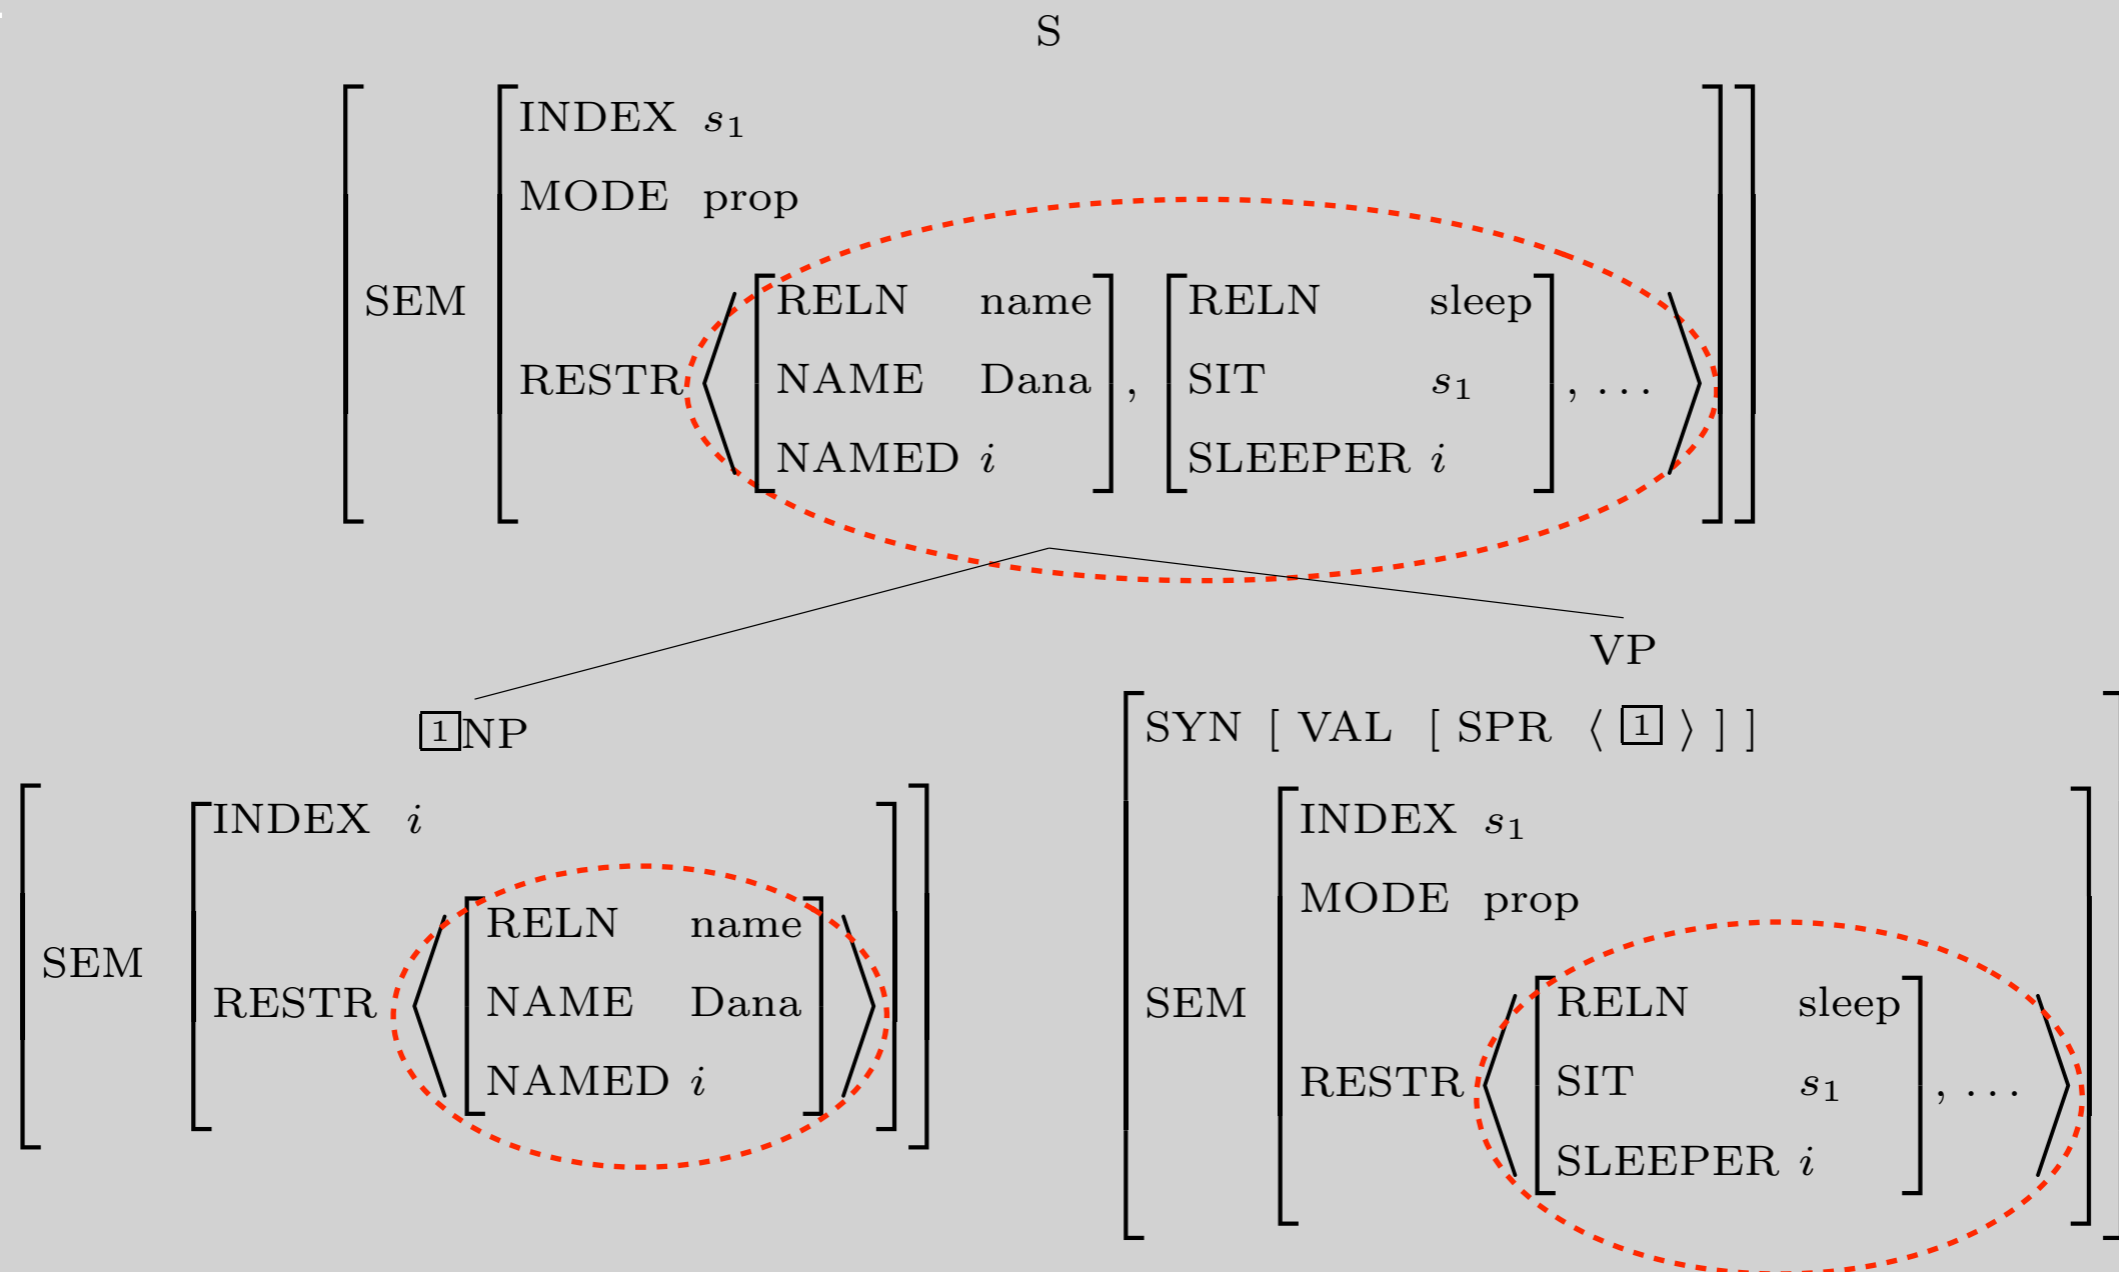 S
INDEX s1
MODE prop
SEM
RELN name
RELN sleep
RESTR ⟨ NAME Dana , SIT s1 , … ⟩
NAMED i
SLEEPER i
VP
1 NP
SYN [ VAL [ SPR ⟨ 1 ⟩ ] ]
INDEX i
SEM
RELN name
RESTR ⟨ NAME Dana ⟩
NAMED i
INDEX s1
MODE prop
SEM
RELN sleep
RESTR ⟨ SIT s1 , … ⟩
SLEEPER i